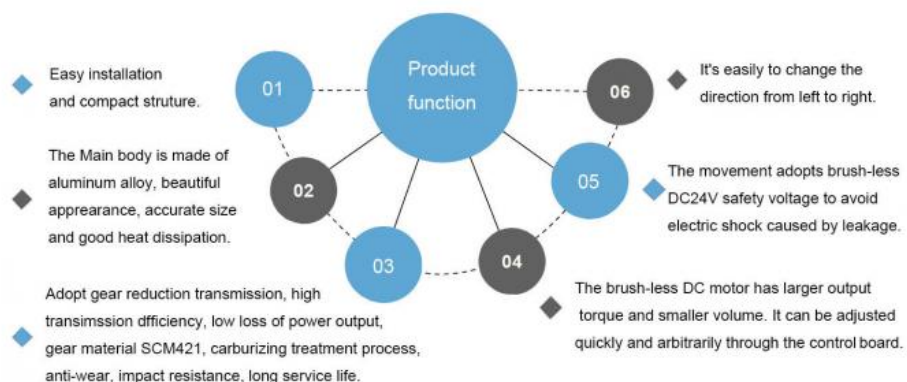 Product
function
01
Easy installation
and compact struture.
02
The Main body is made of
aluminum alloy, beautiful
apprearance, accurate size
and good heat dissipation.
03
Adopt gear reduction transmission, high
transimssion dfficiency, low loss of power output,
gear material SCM421, carburizing treatment process,
anti-wear, impact resistance, long service life.
04
The brush-less DC motor has larger output
torque and smaller volume. It can be adjusted
quickly and arbitrarily through the control board.
05
The movement adopts brush-less
DC24V safety voltage to avoid
electric shock caused by leakage.
06
It's easily to change the
direction from left to right.